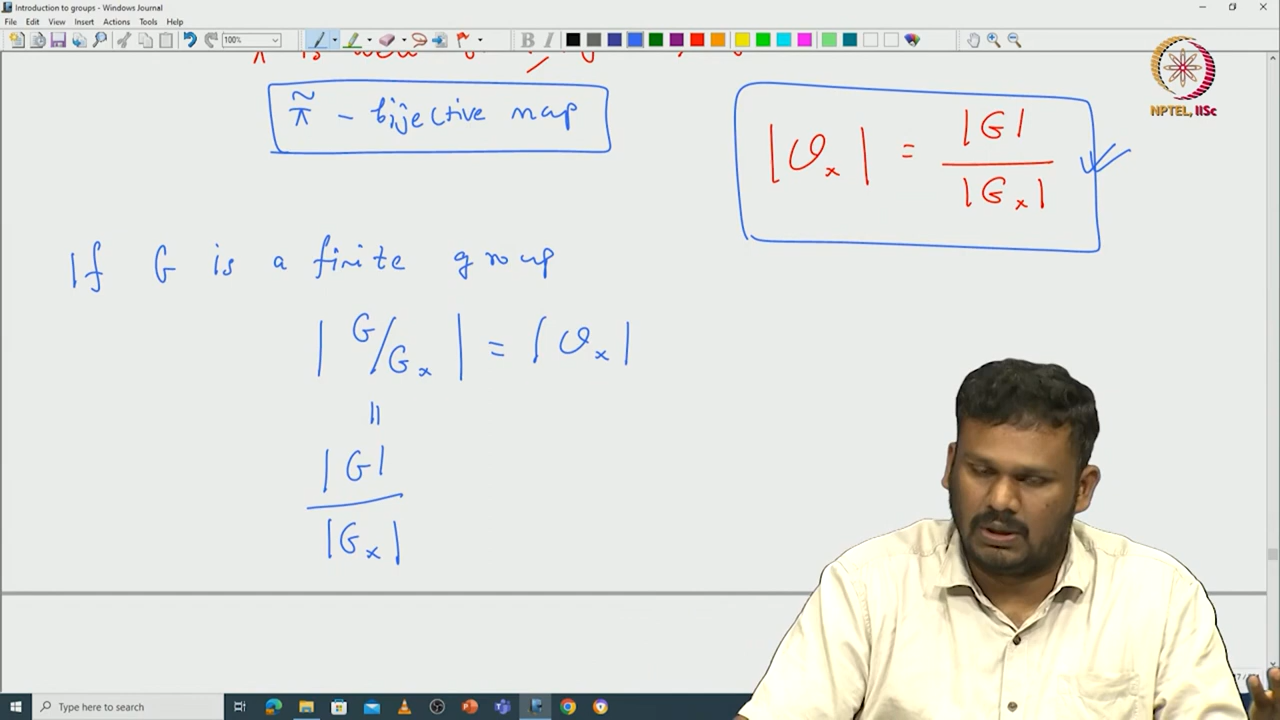 Introduction to groups - Windows Journal
File Edit View Insert Actions Tools Help
100%
B I
NPTEL, IISc
π̃ - bijective map
|O_x| = |G| / |G_x|
If G is a finite group
|G/G_x| = |O_x|
=
|G|
|G_x|
Type here to search